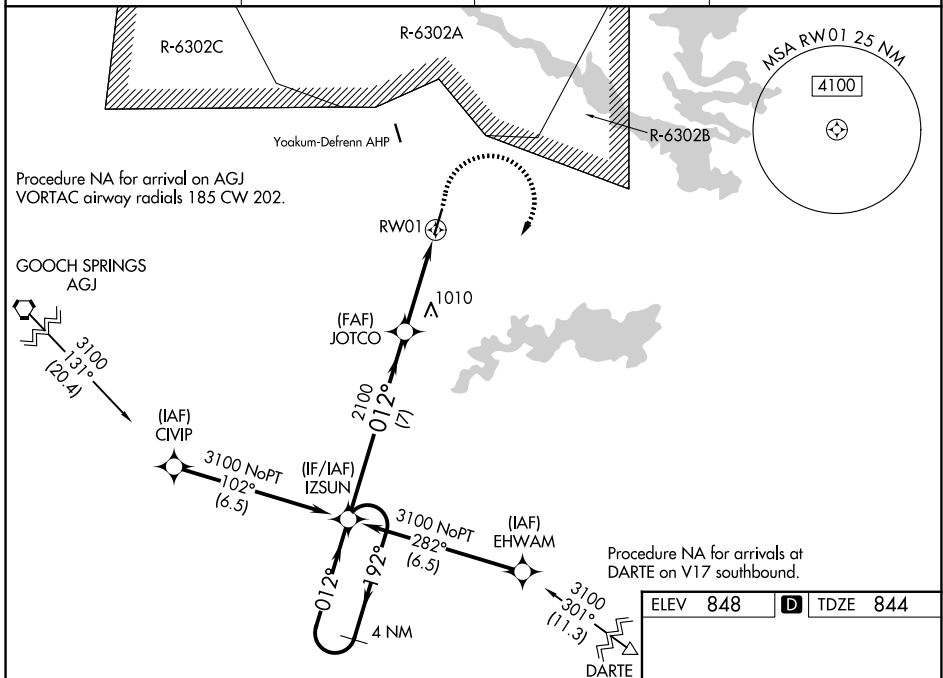 R-6302C
R-6302A
MSA RW01 25 NM
4100
R-6302B
Yoakum-Defrenn AHP
Procedure NA for arrival on AGJ
VORTAC airway radials 185 CW 202.
RW01
GOOCH SPRINGS
AGJ
1010
(FAF)
JOTCO
3100
131°
(20.4)
2100
012°
(7)
(IAF)
CIVIP
3100 NoPT
102°
(6.5)
(IF/IAF)
IZSUN
3100 NoPT
282°
(6.5)
(IAF)
EHWAM
Procedure NA for arrivals at
DARTE on V17 southbound.
012°
192°
4 NM
3100
301°
(11.3)
DARTE
ELEV 848 D TDZE 844